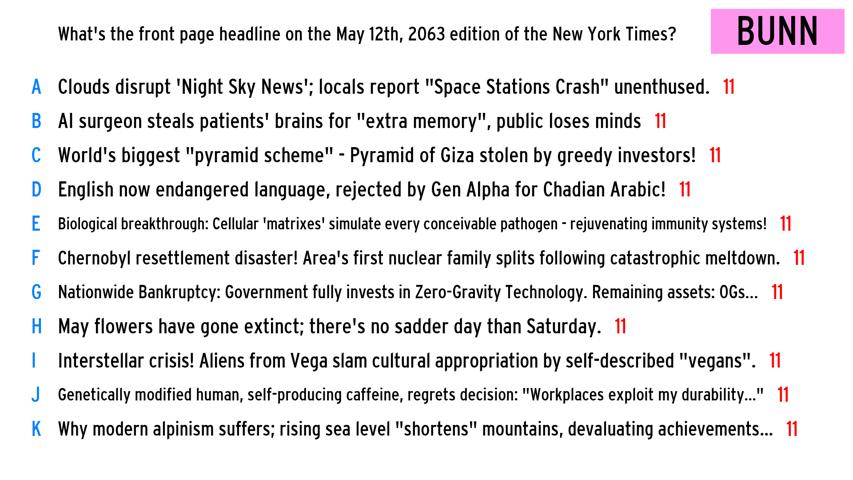 What's the front page headline on the May 12th, 2063 edition of the New York Times? BUNN
A Clouds disrupt 'Night Sky News'; locals report "Space Stations Crash" unenthused. 11
B AI surgeon steals patients' brains for "extra memory", public loses minds 11
C World's biggest "pyramid scheme" - Pyramid of Giza stolen by greedy investors! 11
D English now endangered language, rejected by Gen Alpha for Chadian Arabic! 11
E Biological breakthrough: Cellular 'matrixes' simulate every conceivable pathogen - rejuvenating immunity systems! 11
F Chernobyl resettlement disaster! Area's first nuclear family splits following catastrophic meltdown. 11
G Nationwide Bankruptcy: Government fully invests in Zero-Gravity Technology. Remaining assets: 0Gs... 11
H May flowers have gone extinct; there's no sadder day than Saturday. 11
I Interstellar crisis! Aliens from Vega slam cultural appropriation by self-described "vegans". 11
J Genetically modified human, self-producing caffeine, regrets decision: "Workplaces exploit my durability..." 11
K Why modern alpinism suffers; rising sea level "shortens" mountains, devaluating achievements... 11